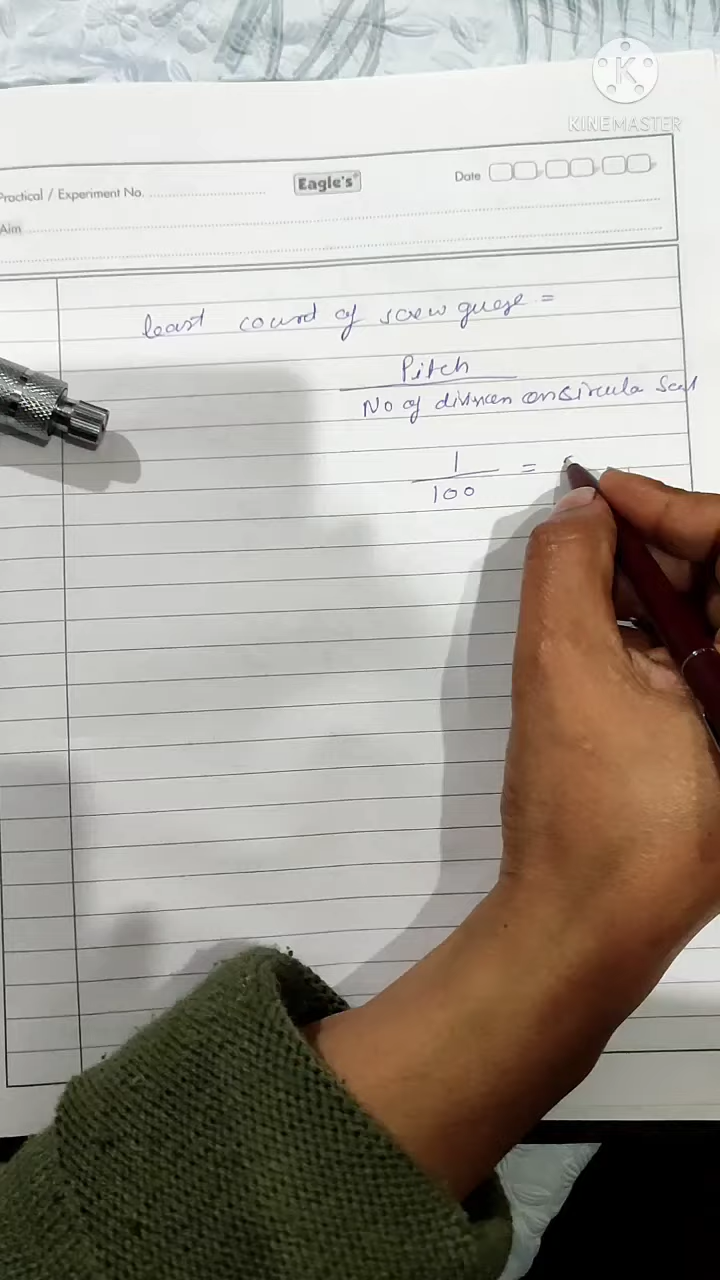 KINEMASTER
Practical / Experiment No.
Eagle's
Date
Aim
least count of screw guege =
Pitch
No of division on circula Scal
1
100
=